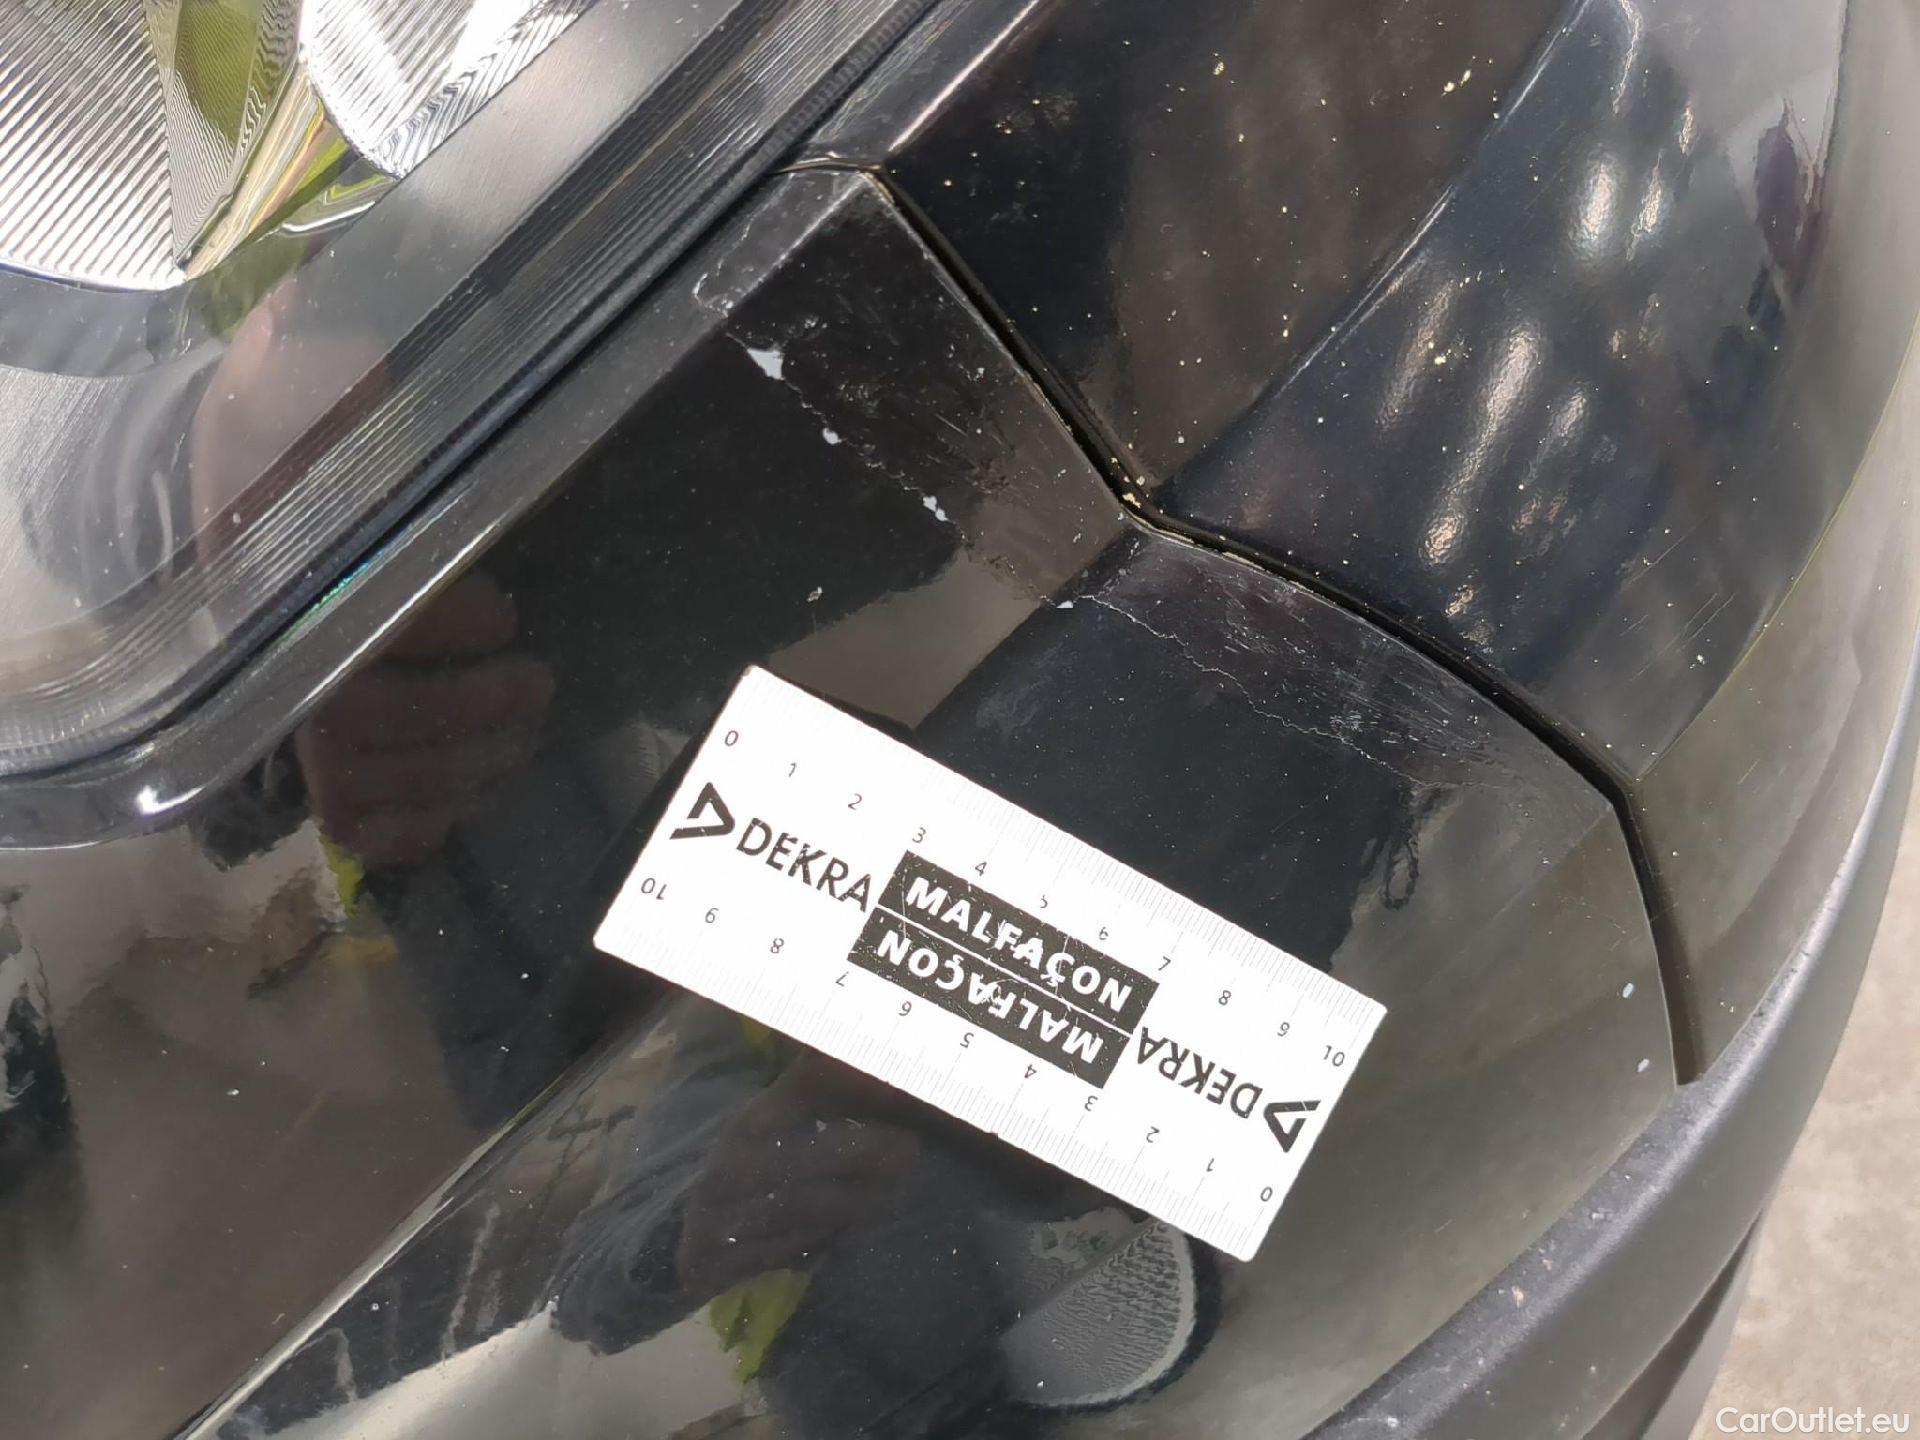 0 1 2 3 4 5 6 7 8 9 10
DEKRA
MALFAÇON
MALFAÇON
DEKRA
10 9 8 7 6 5 4 3 2 1 0
CarOutlet.eu